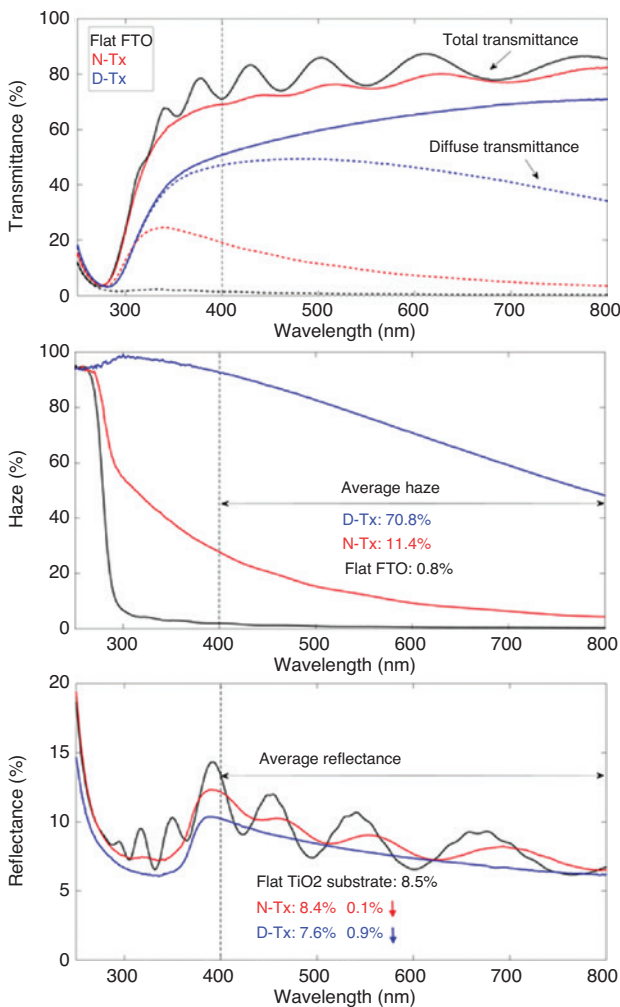 Flat FTO
N-Tx
D-Tx
Total transmittance
Diffuse transmittance
Transmittance (%)
100
80
60
40
20
0
300 400 500 600 700 800
Wavelength (nm)
Haze (%)
100
80
60
40
20
0
Average haze
D-Tx: 70.8%
N-Tx: 11.4%
Flat FTO: 0.8%
300 400 500 600 700 800
Wavelength (nm)
Reflectance (%)
20
15
10
5
0
Average reflectance
Flat TiO2 substrate: 8.5%
N-Tx: 8.4% 0.1% ↓
D-Tx: 7.6% 0.9% ↓
300 400 500 600 700 800
Wavelength (nm)